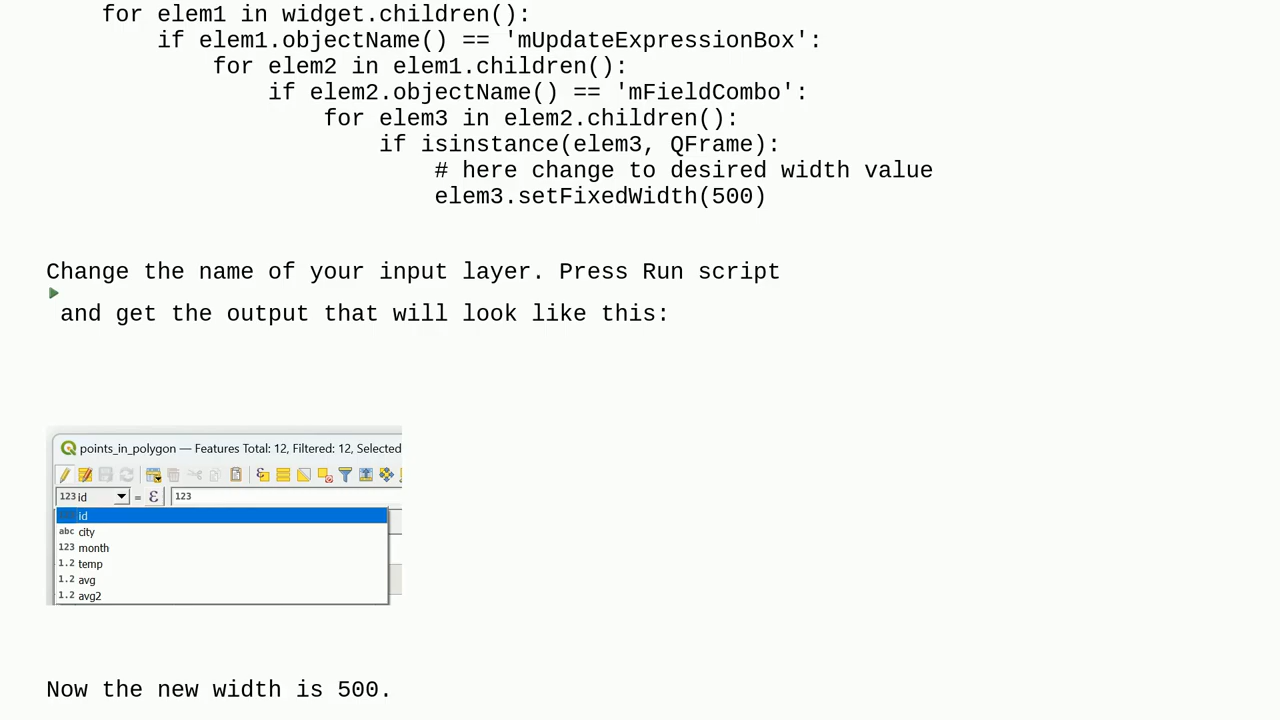 for elem1 in widget.children():
if elem1.objectName() == 'mUpdateExpressionBox':
for elem2 in elem1.children():
if elem2.objectName() == 'mFieldCombo':
for elem3 in elem2.children():
if isinstance(elem3, QFrame):
# here change to desired width value
elem3.setFixedWidth(500)
Change the name of your input layer. Press Run script
and get the output that will look like this:
points_in_polygon — Features Total: 12, Filtered: 12, Selected
123 id = ε 123
id
abc city
123 month
1.2 temp
1.2 avg
1.2 avg2
Now the new width is 500.